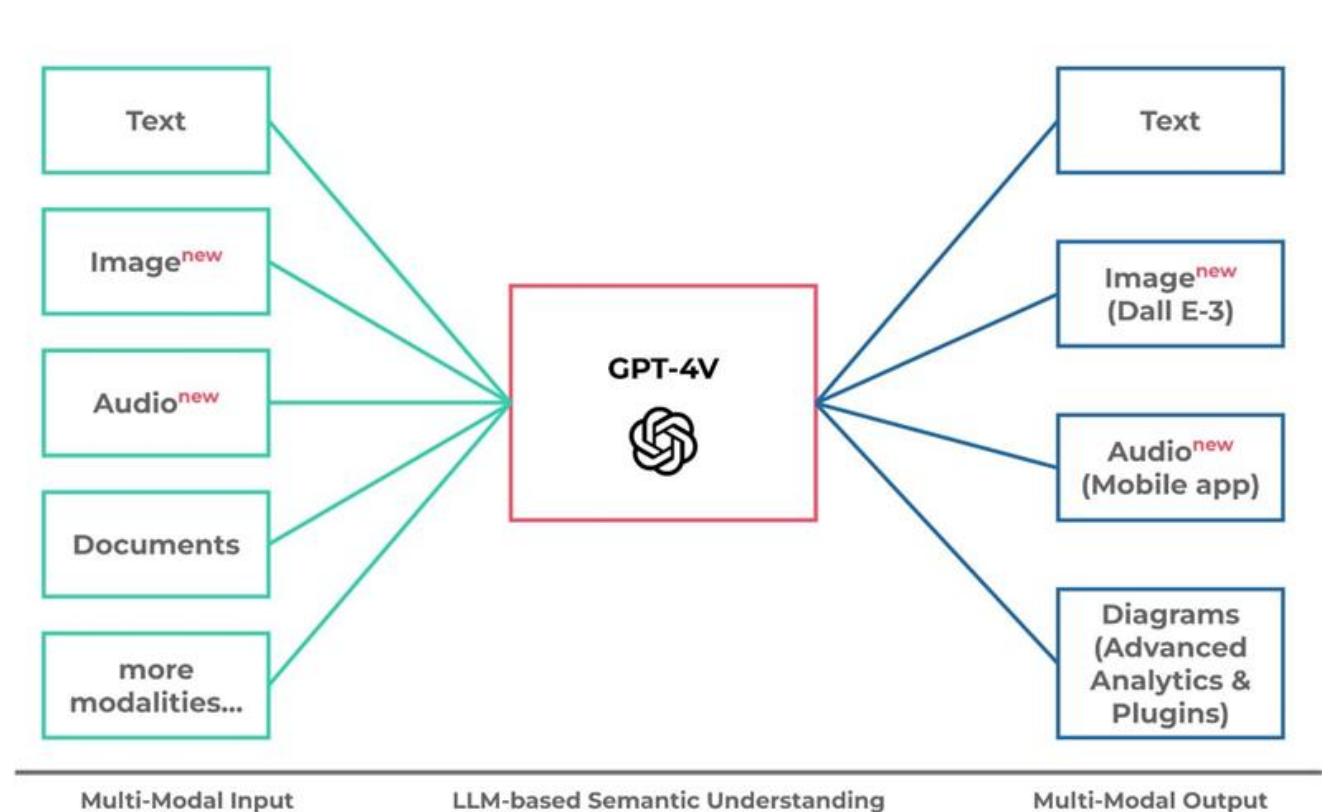 Text
Image new
Audio new
Documents
more
modalities...
GPT-4V
Text
Image new
(Dall E-3)
Audio new
(Mobile app)
Diagrams
(Advanced
Analytics &
Plugins)
Multi-Modal Input
LLM-based Semantic Understanding
Multi-Modal Output